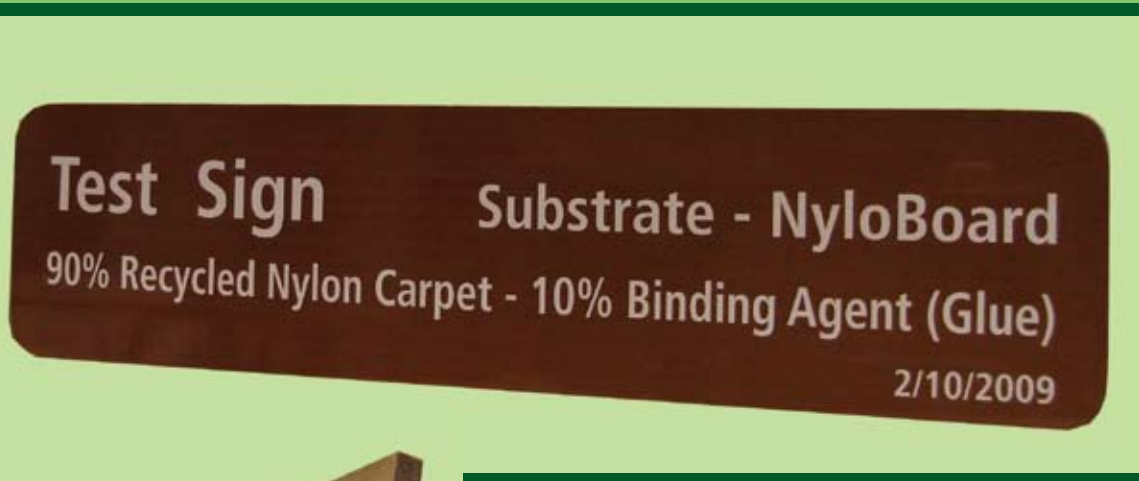 Test Sign Substrate - NyloBoard
90% Recycled Nylon Carpet - 10% Binding Agent (Glue)
2/10/2009